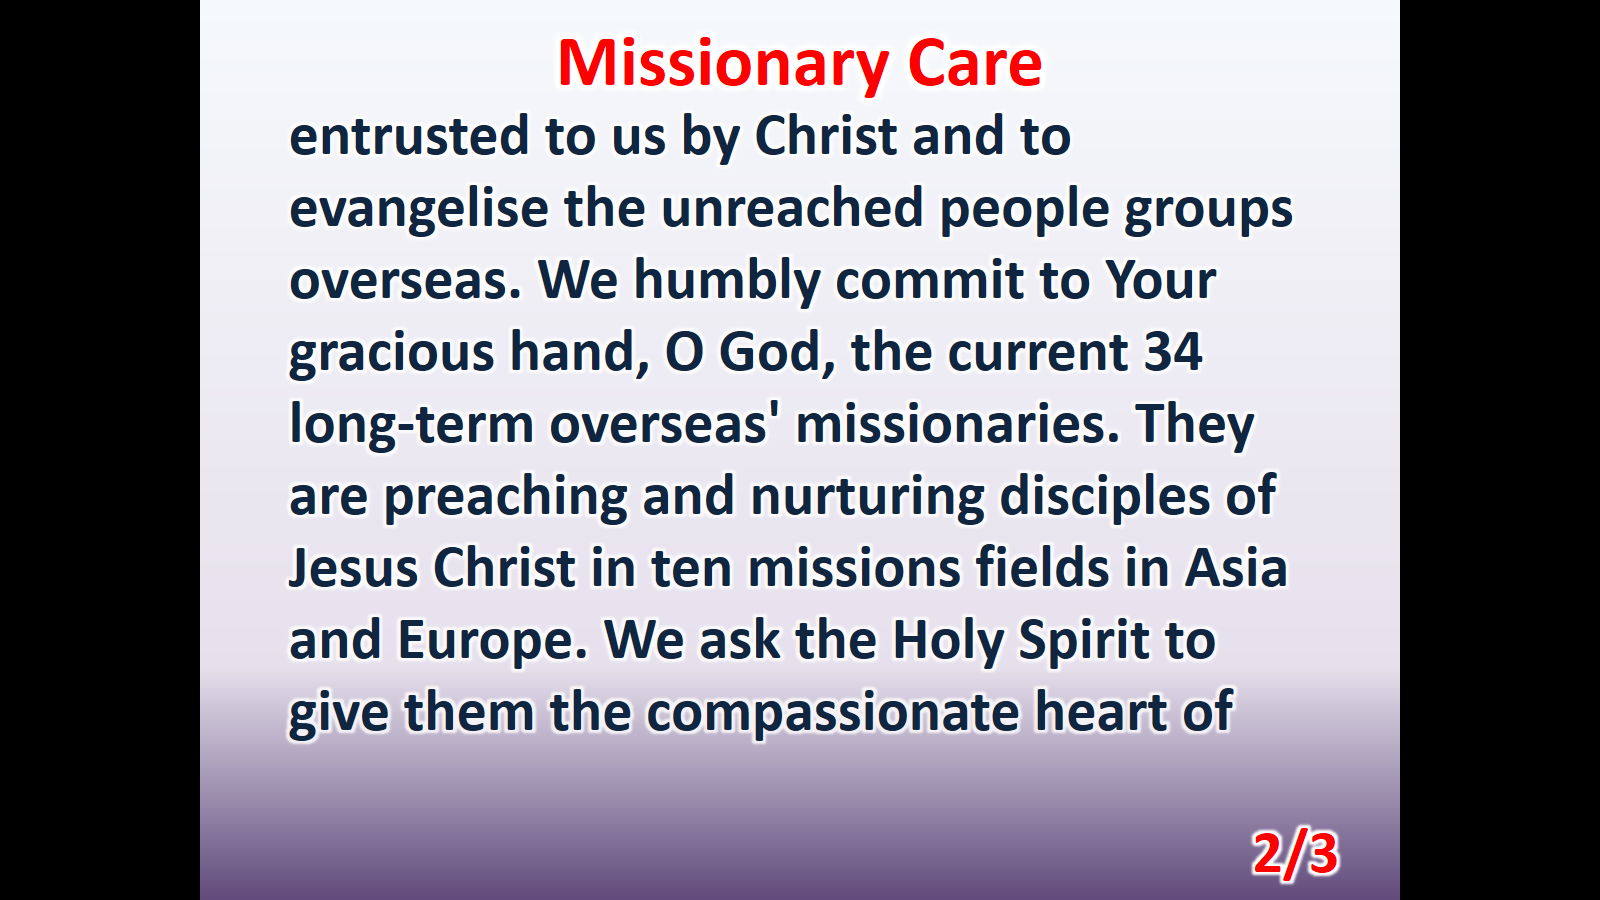 Missionary Care
entrusted to us by Christ and to
evangelise the unreached people groups
overseas. We humbly commit to Your
gracious hand, O God, the current 34
long-term overseas' missionaries. They
are preaching and nurturing disciples of
Jesus Christ in ten missions fields in Asia
and Europe. We ask the Holy Spirit to
give them the compassionate heart of
2/3